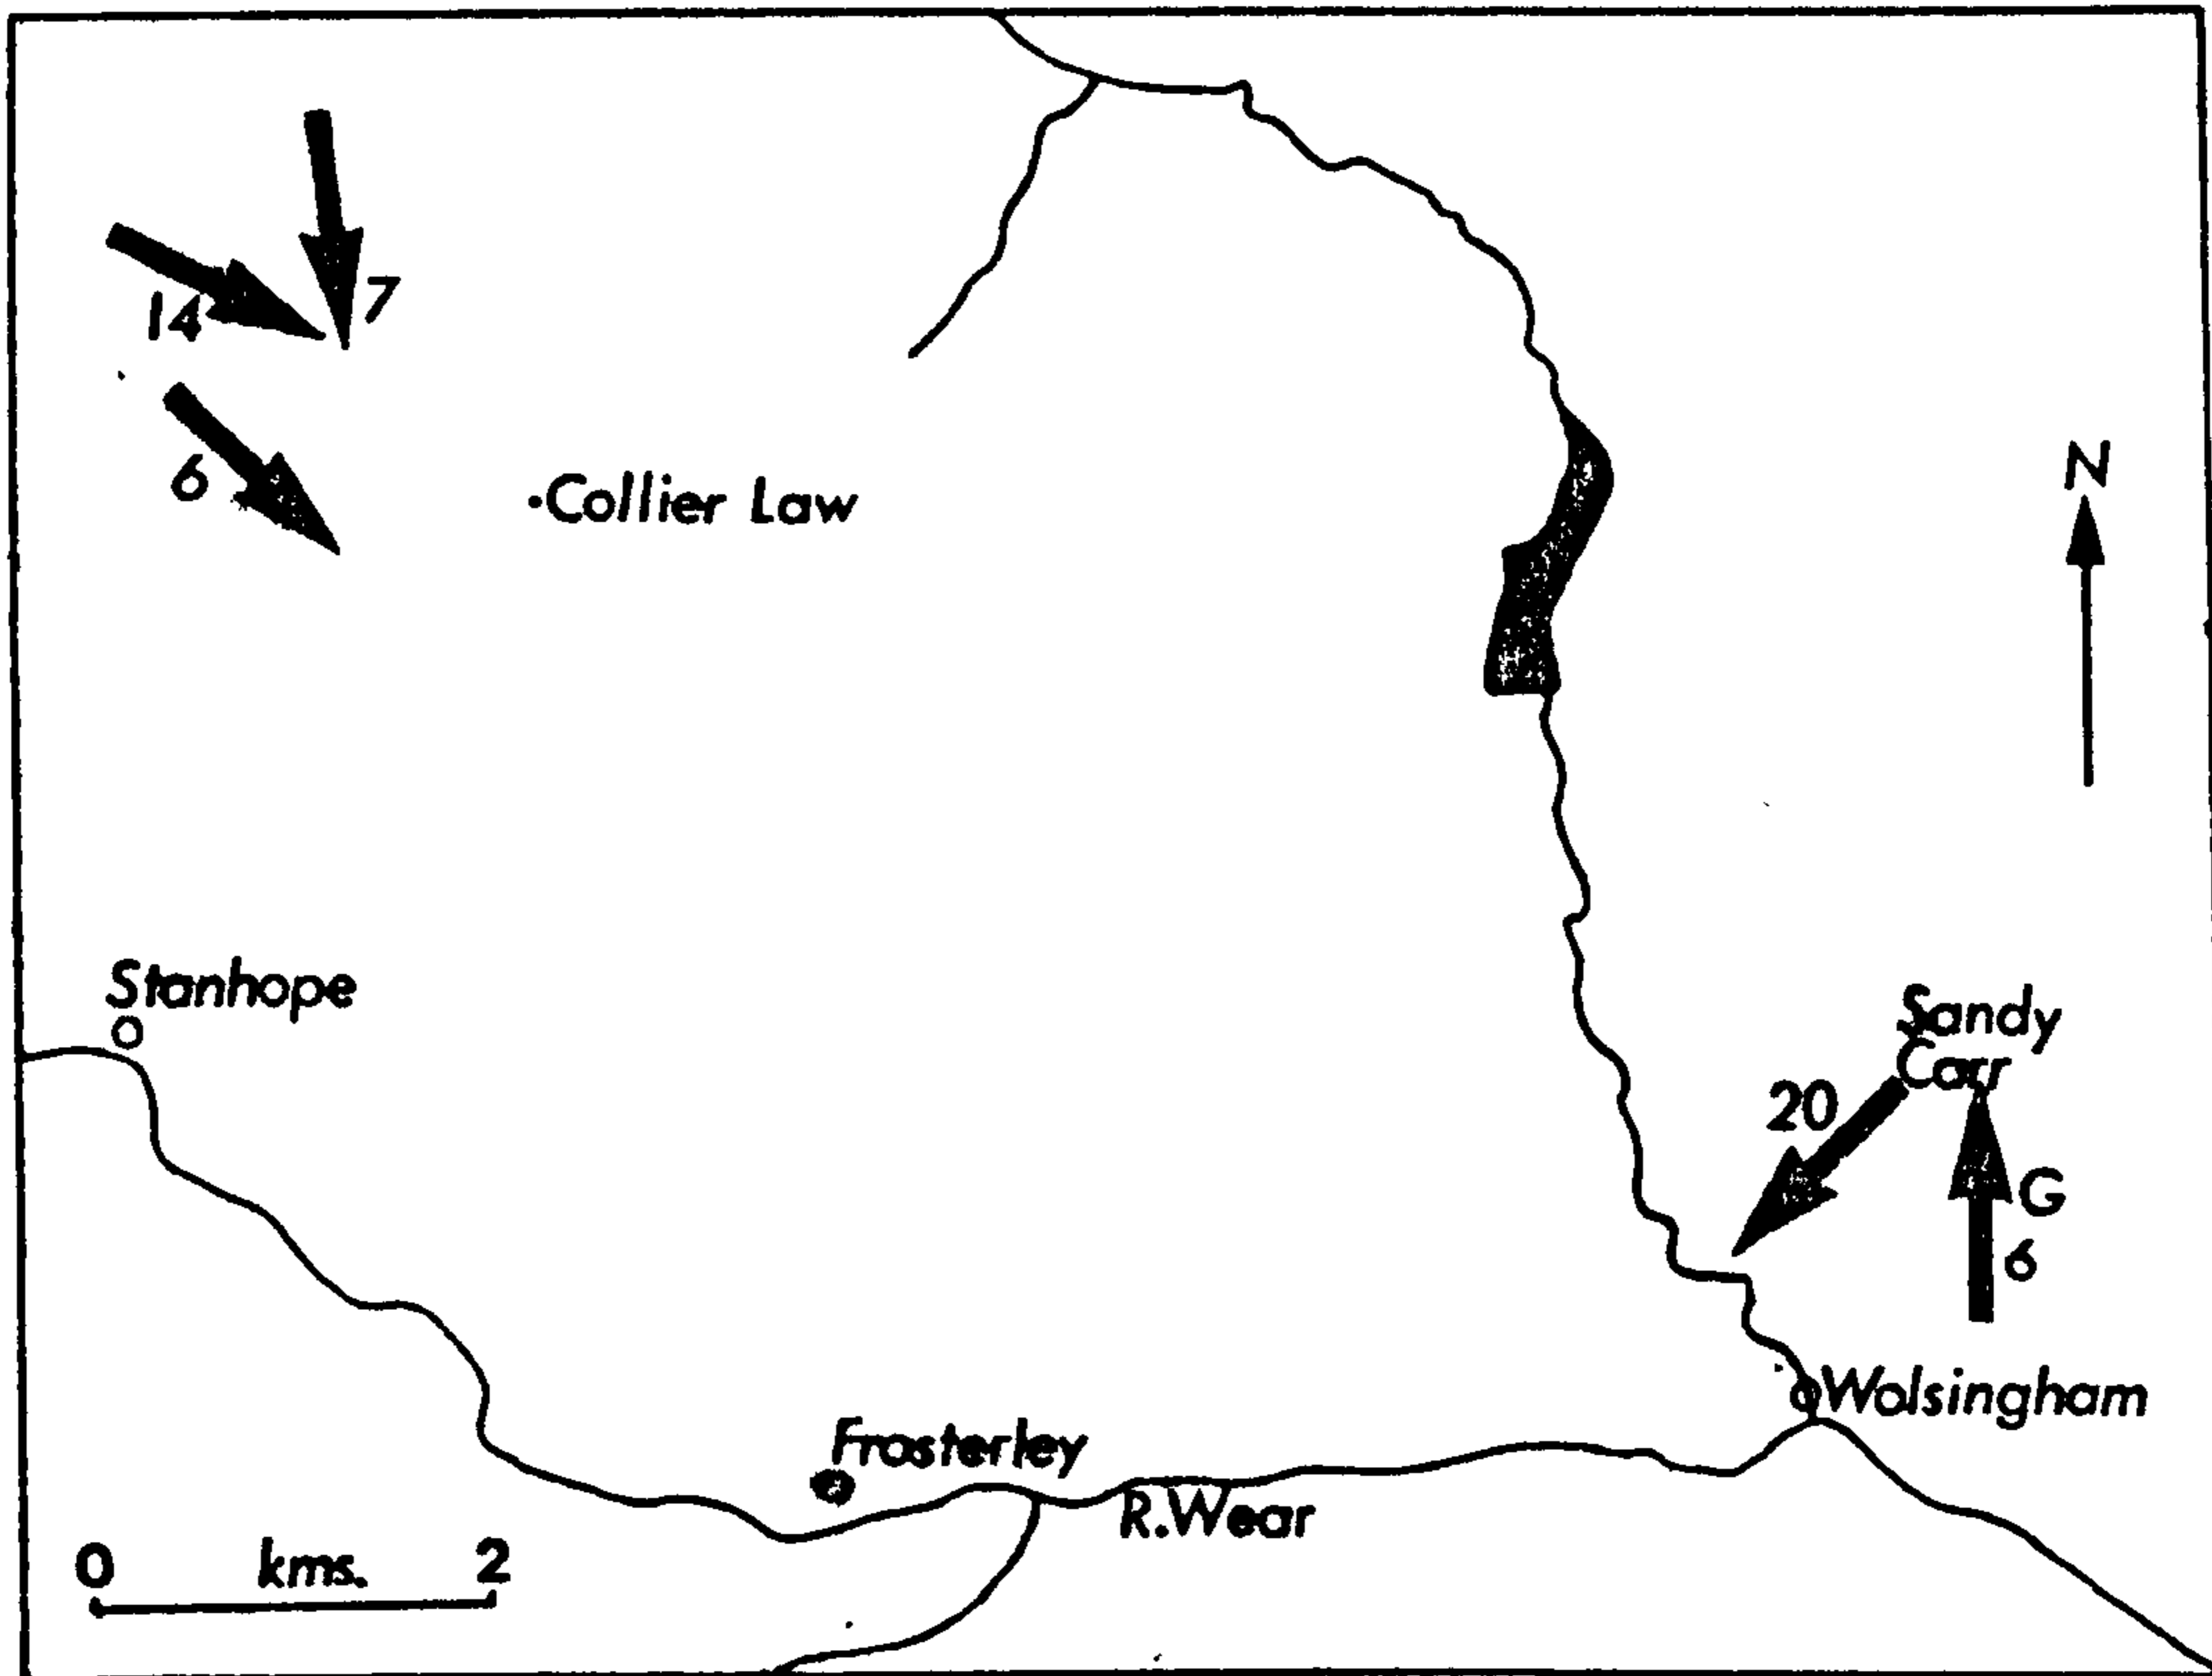 7
14
6
•Collier Law
N
Stanhope
Sandy
Carr
20
G
6
Wolsingham
Frosterley
R.Wear
0 kms. 2